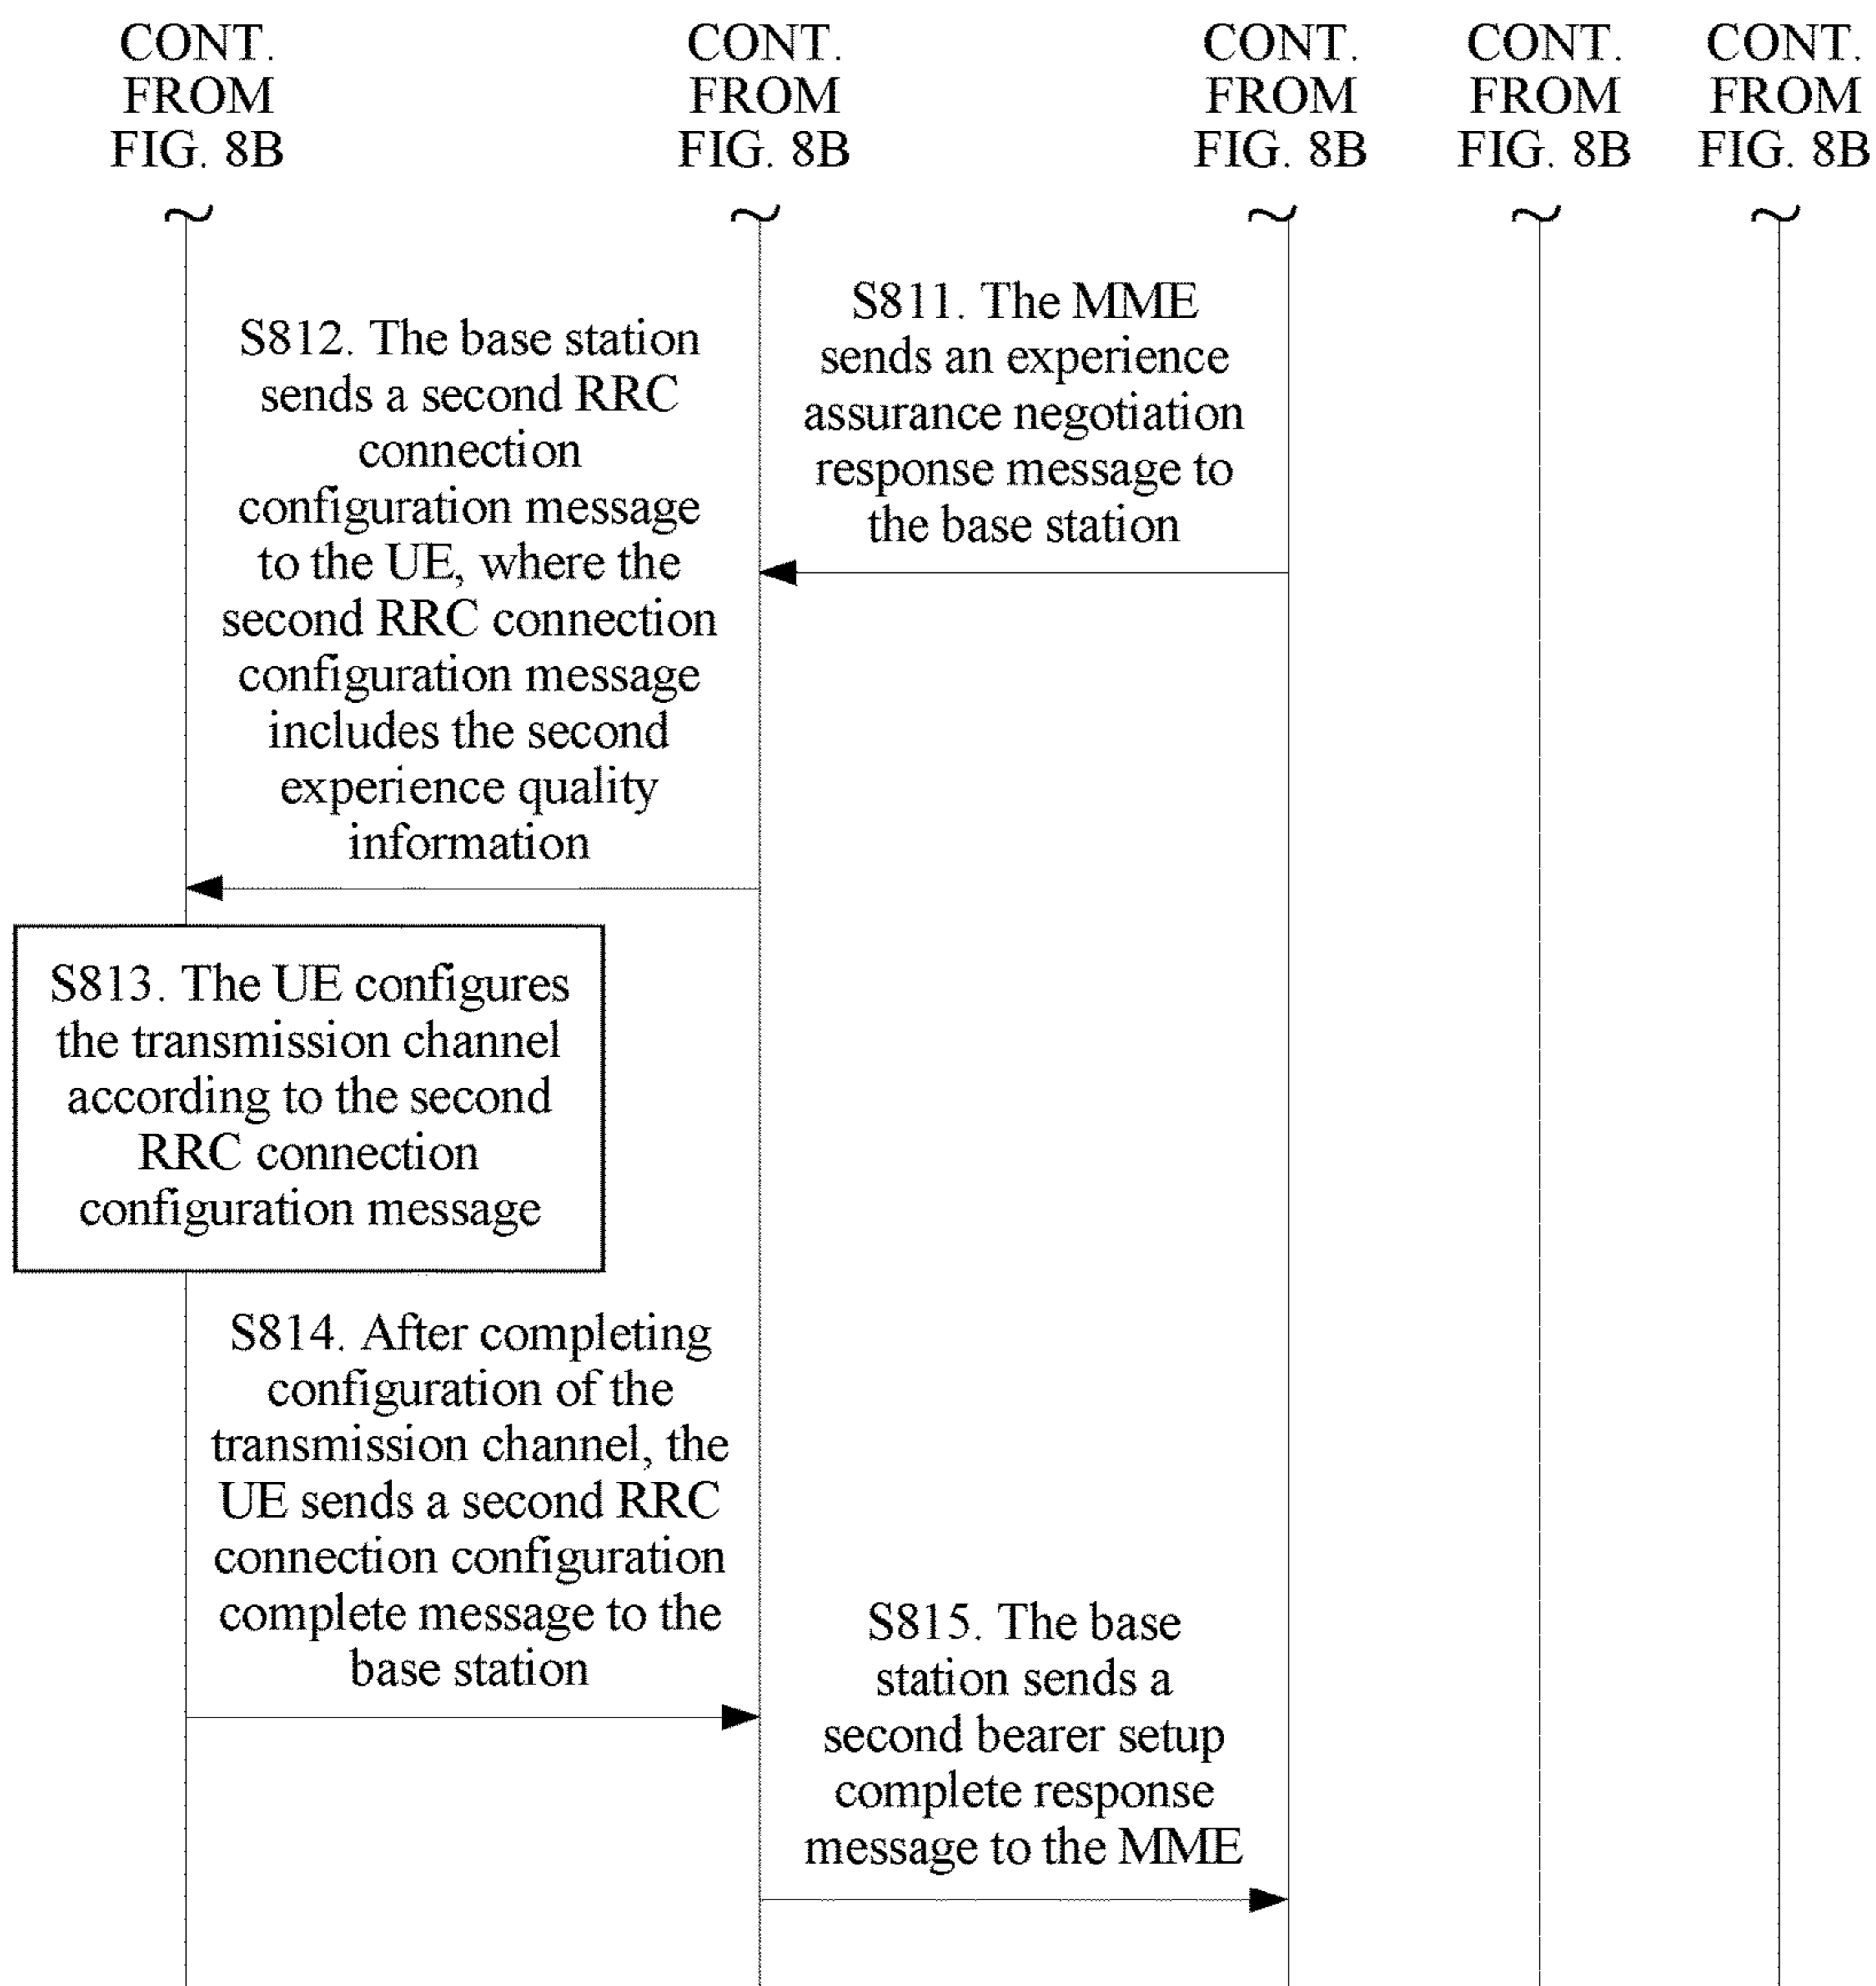 CONT.
FROM
FIG. 8B
CONT.
FROM
FIG. 8B
CONT.
FROM
FIG. 8B
CONT.
FROM
FIG. 8B
CONT.
FROM
FIG. 8B
S811. The MME
sends an experience
assurance negotiation
response message to
the base station
S812. The base station
sends a second RRC
connection
configuration message
to the UE, where the
second RRC connection
configuration message
includes the second
experience quality
information
S813. The UE configures
the transmission channel
according to the second
RRC connection
configuration message
S814. After completing
configuration of the
transmission channel, the
UE sends a second RRC
connection configuration
complete message to the
base station
S815. The base
station sends a
second bearer setup
complete response
message to the MME